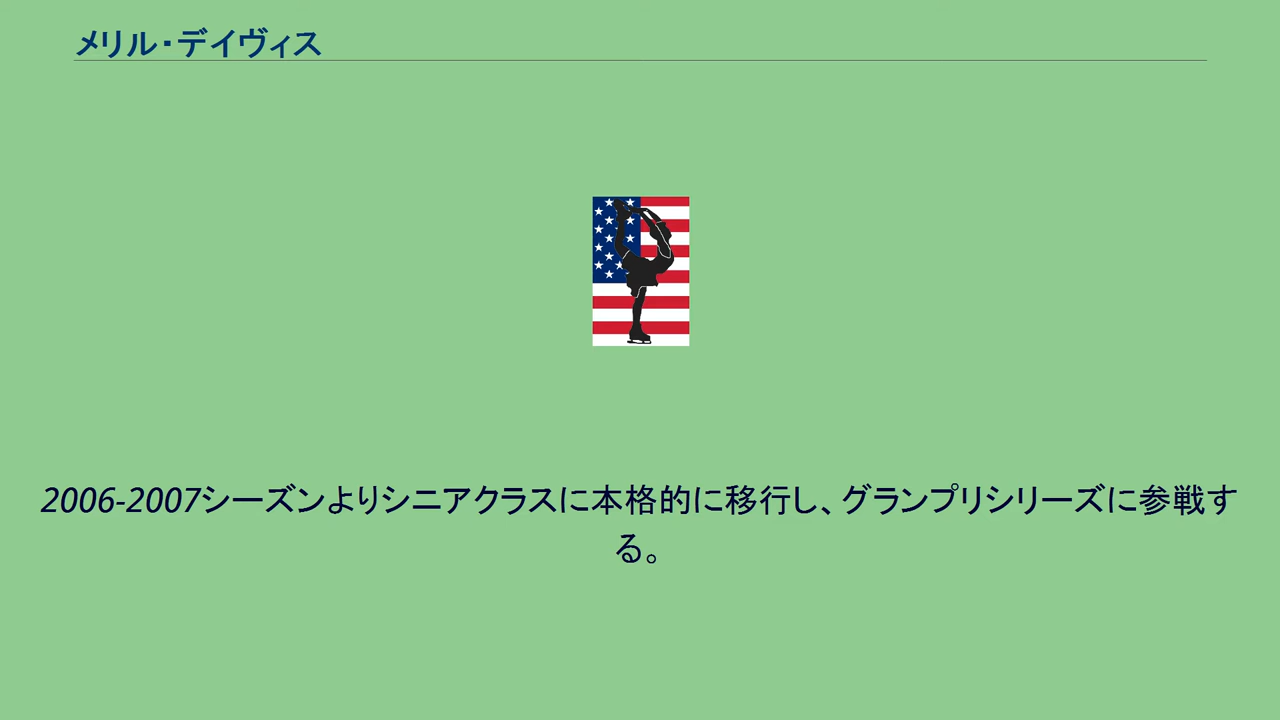 メリル・デイヴィス
2006-2007シーズンよりシニアクラスに本格的に移行し、グランプリシリーズに参戦す
る。